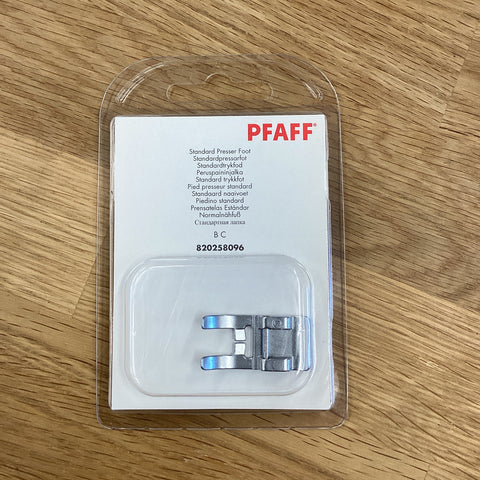 PFAFF®
Standard Presser Foot
Standardpressarfot
Standardtrykfod
Peruspaininjalka
Standard trykkfot
Pied presseur standard
Standaard naaivoet
Piedino standard
Prensatelas Estándar
Normalnähfuß
Стандартная лапка
B C
820258096